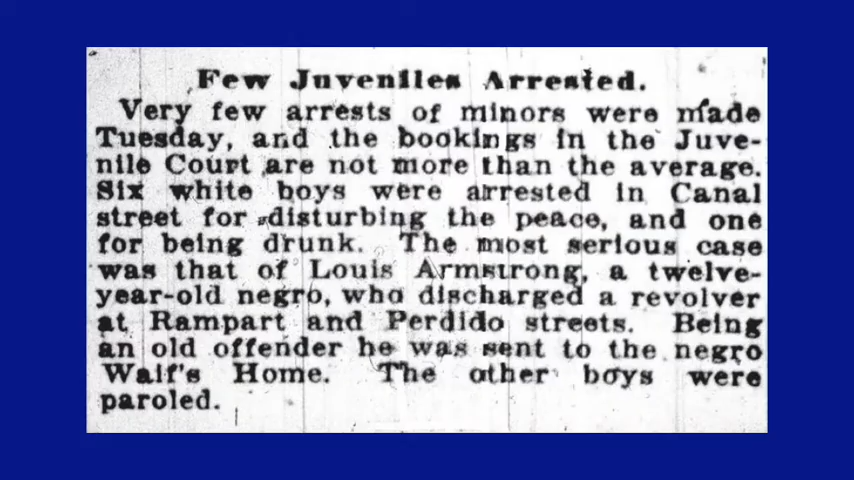 Few Juveniles Arrested.
Very few arrests of minors were made
Tuesday, and the bookings in the Juve-
nile Court are not more than the average.
Six white boys were arrested in Canal
street for disturbing the peace, and one
for being drunk. The most serious case
was that of Louis Armstrong, a twelve-
year-old negro, who discharged a revolver
at Rampart and Perdido streets. Being
an old offender he was sent to the negro
Waif's Home. The other boys were
paroled.